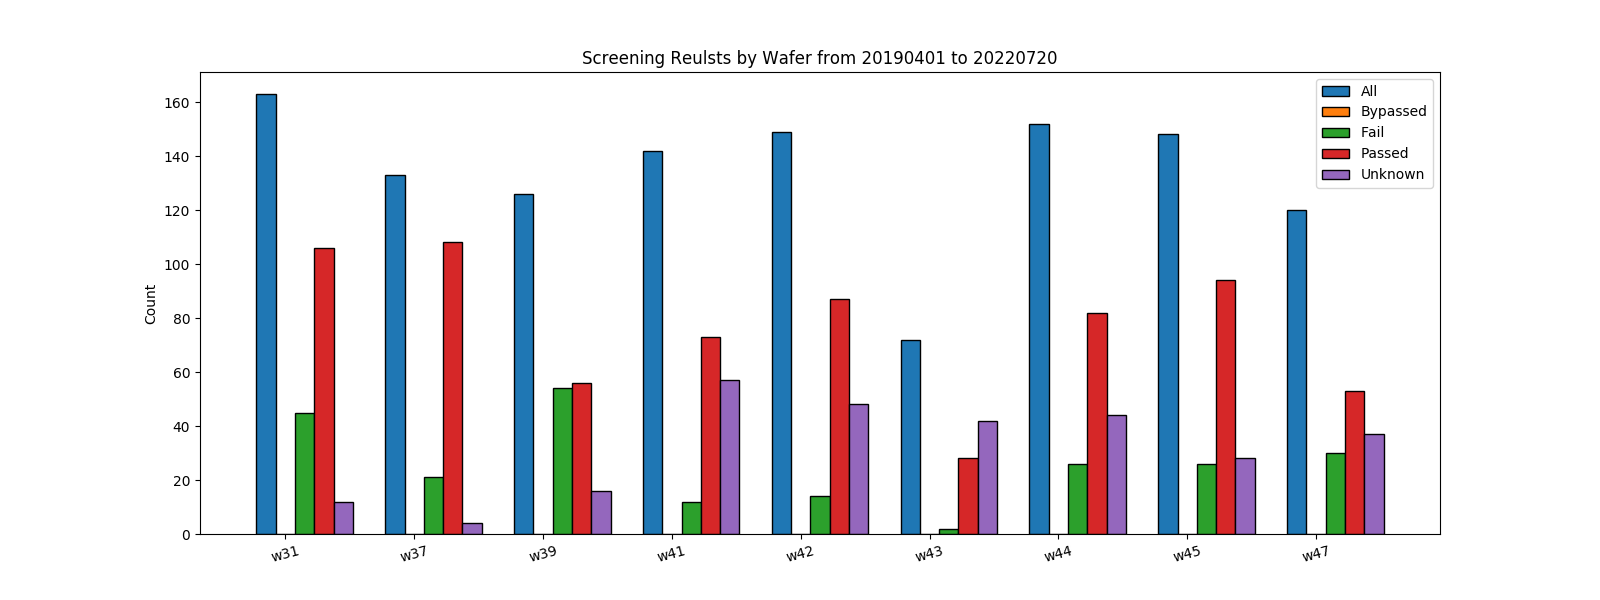 Screening Reulsts by Wafer from 20190401 to 20220720
160
140
120
100
80
60
40
20
0
Count
All
Bypassed
Fail
Passed
Unknown
w31
w37
w39
w41
w42
w43
w44
w45
w47